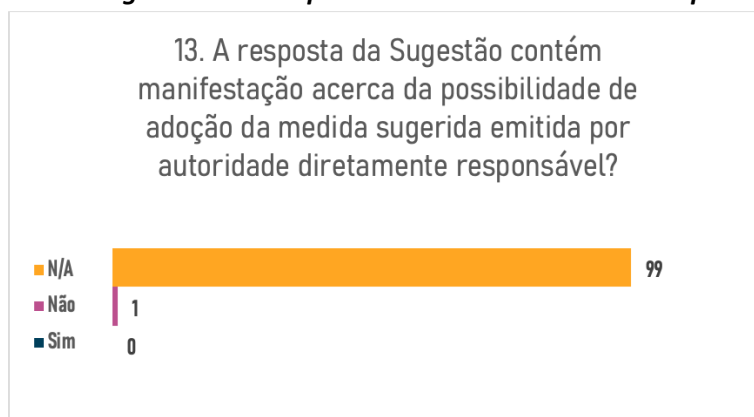 13. A resposta da Sugestão contém
manifestação acerca da possibilidade de
adoção da medida sugerida emitida por
autoridade diretamente responsável?
N/A 99
Não 1
Sim 0